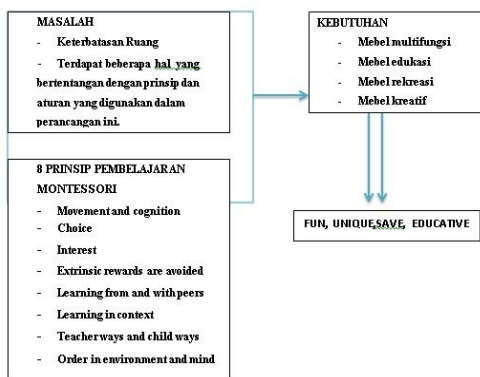 MASALAH
- Keterbatasan Ruang
- Terdapat beberapa hal yang
bertentangan dengan prinsip dan
aturan yang digunakan dalam
perancangan ini.
8 PRINSIP PEMBELAJARAN
MONTESSORI
- Movement and cognition
- Choice
- Interest
- Extrinsic rewards are avoided
- Learning from and with peers
- Learning in context
- Teacher ways and child ways
- Order in environment and mind
KEBUTUHAN
- Mebel multifungsi
- Mebel edukasi
- Mebel rekreasi
- Mebel kreatif
FUN, UNIQUE,SAVE, EDUCATIVE